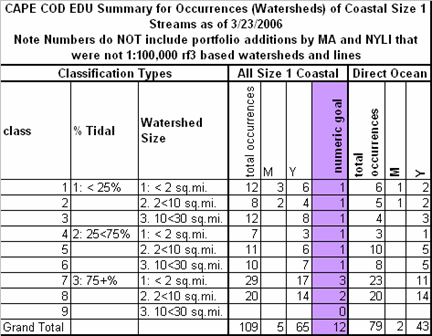 CAPE COD EDU Summary for Occurrences (Watersheds) of Coastal Size 1
Streams as of 3/23/2006
Note Numbers do NOT include portfolio additions by MA and NYLI that
were not 1:100,000 rf3 based watersheds and lines
Classification Types All Size 1 Coastal Direct Ocean
class % Tidal Watershed Size total occurrences M Y numeric goal total occurrences M Y
1 1: < 25% 1: < 2 sq.mi. 12 3 6 1 6 1 2
2 2. 2<10 sq.mi. 8 2 4 1 5 1 2
3 3. 10<30 sq.mi. 12 8 1 4 3
4 2: 25<75% 1: < 2 sq.mi. 7 3 1 3 1
5 2. 2<10 sq.mi. 11 6 1 10 5
6 3. 10<30 sq.mi. 10 7 1 8 5
7 3: 75+% 1: < 2 sq.mi. 29 17 3 23 11
8 2. 2<10 sq.mi. 20 14 2 20 14
9 3. 10<30 sq.mi. 0
Grand Total 109 5 65 12 79 2 43